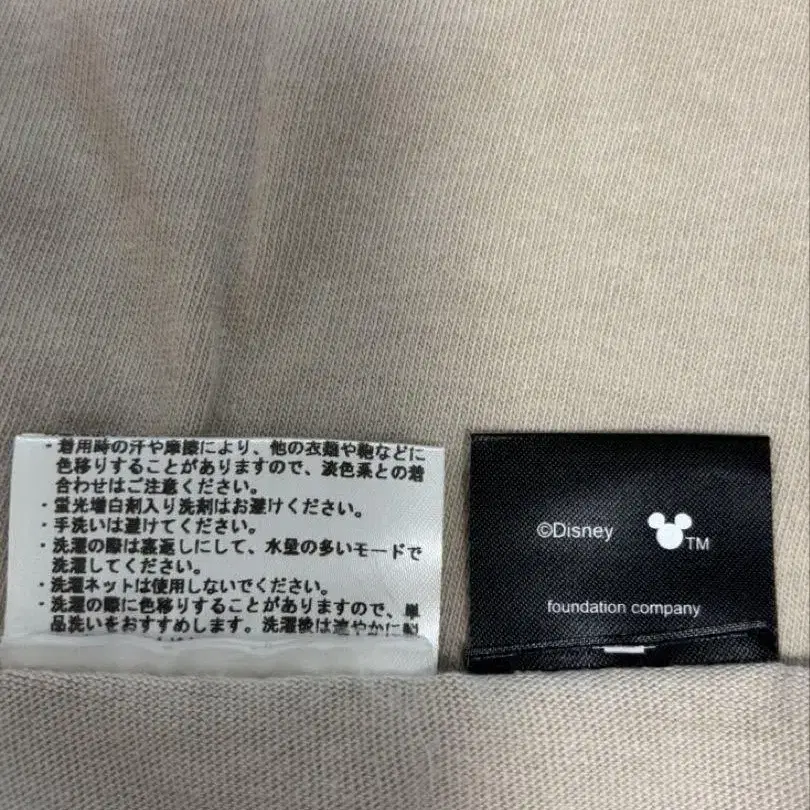 ・着用時の汗や摩擦により、他の衣類や鞄などに
色移りすることがありますので、淡色系との着
合わせはご注意ください。
・蛍光増白剤入り洗剤はお避けください。
・手洗いは避けてください。
・洗濯の際は裏返しにして、水量の多いモードで
洗濯してください。
・洗濯ネットは使用しないでください。
・洗濯の際に色移りすることがありますので、単
品洗いをおすすめします。洗濯後は速やかに
©Disney
TM
foundation company